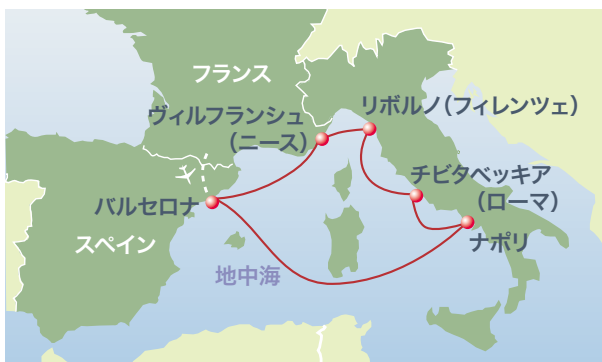 フランス
ヴィルフランシュ
(ニース)
リボルノ(フィレンツェ)
チビタベッキア
(ローマ)
バルセロナ
ナポリ
スペイン
地中海